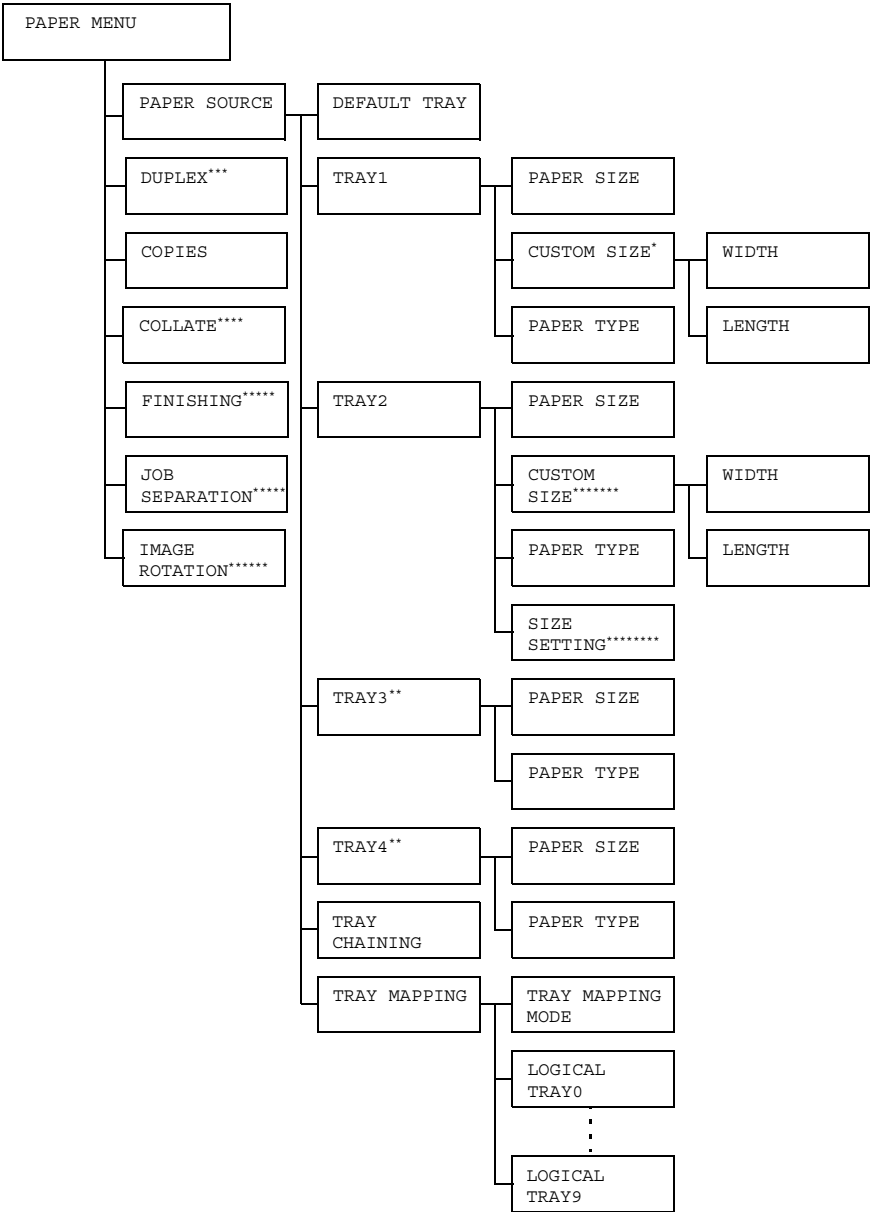 PAPER MENU
PAPER SOURCE
DEFAULT TRAY
DUPLEX***
TRAY1
PAPER SIZE
COPIES
CUSTOM SIZE*
WIDTH
COLLATE****
PAPER TYPE
LENGTH
FINISHING*****
TRAY2
PAPER SIZE
JOB
SEPARATION*****
CUSTOM
SIZE*******
WIDTH
IMAGE
ROTATION******
PAPER TYPE
LENGTH
SIZE
SETTING********
TRAY3**
PAPER SIZE
PAPER TYPE
TRAY4**
PAPER SIZE
TRAY
CHAINING
PAPER TYPE
TRAY MAPPING
TRAY MAPPING
MODE
LOGICAL
TRAY0
LOGICAL
TRAY9